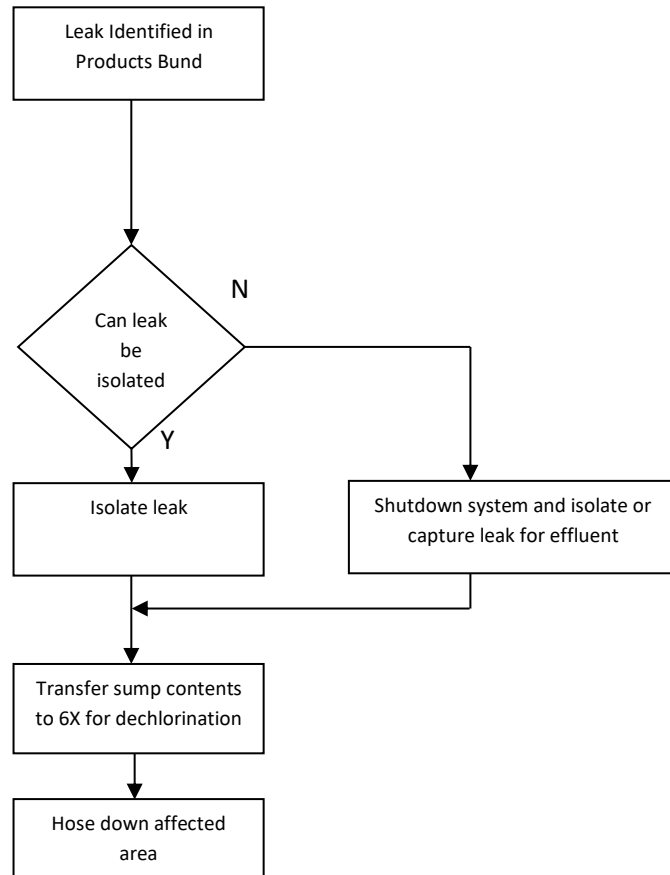 Leak Identified in
Products Bund
N
Can leak
be
isolated
Y
Isolate leak
Shutdown system and isolate or
capture leak for effluent
Transfer sump contents
to 6X for dechlorination
Hose down affected
area